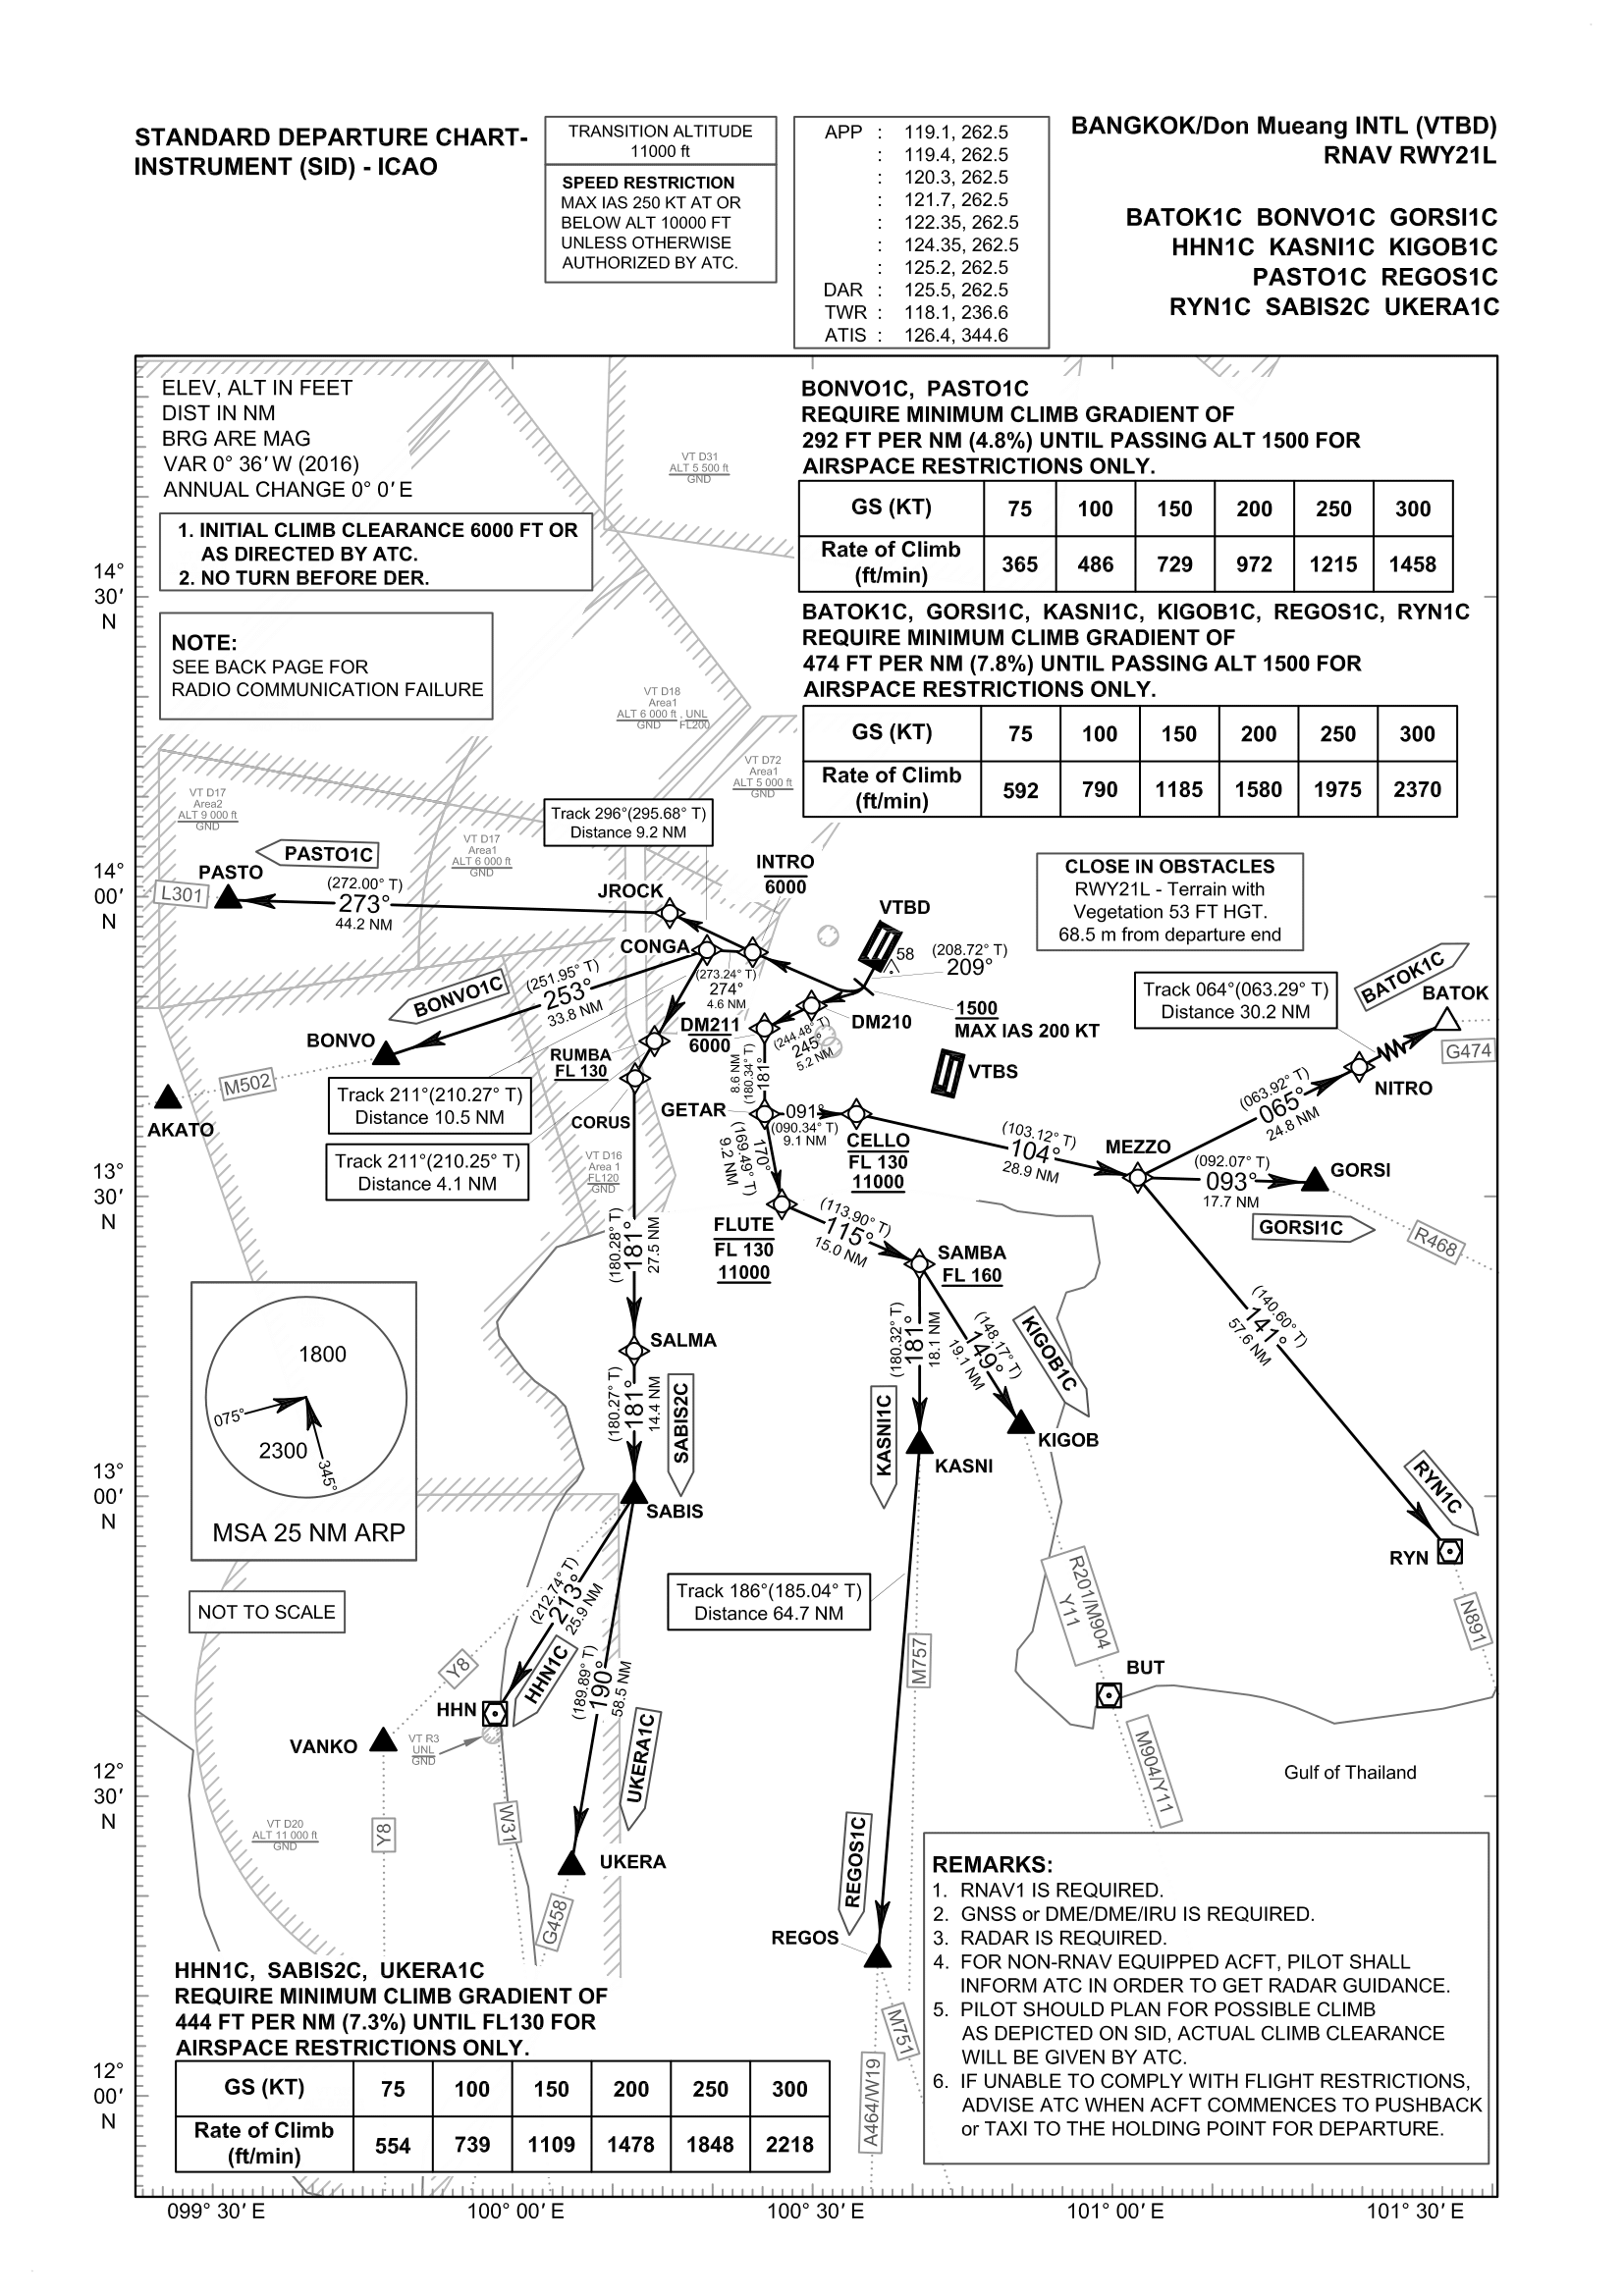 STANDARD DEPARTURE CHART-
INSTRUMENT (SID) - ICAO
TRANSITION ALTITUDE
11000 ft
SPEED RESTRICTION
MAX IAS 250 KT AT OR
BELOW ALT 10000 FT
UNLESS OTHERWISE
AUTHORIZED BY ATC.
APP : 119.1, 262.5
: 119.4, 262.5
: 120.3, 262.5
: 121.7, 262.5
: 122.35, 262.5
: 124.35, 262.5
: 125.2, 262.5
DAR : 125.5, 262.5
TWR : 118.1, 236.6
ATIS : 126.4, 344.6
BANGKOK/Don Mueang INTL (VTBD)
RNAV RWY21L
BATOK1C BONVO1C GORSI1C
HHN1C KASNI1C KIGOB1C
PASTO1C REGOS1C
RYN1C SABIS2C UKERA1C
ELEV, ALT IN FEET
DIST IN NM
BRG ARE MAG
VAR 0° 36′ W (2016)
ANNUAL CHANGE 0° 0′ E
1. INITIAL CLIMB CLEARANCE 6000 FT OR
AS DIRECTED BY ATC.
2. NO TURN BEFORE DER.
NOTE:
SEE BACK PAGE FOR
RADIO COMMUNICATION FAILURE
BONVO1C, PASTO1C
REQUIRE MINIMUM CLIMB GRADIENT OF
292 FT PER NM (4.8%) UNTIL PASSING ALT 1500 FOR
AIRSPACE RESTRICTIONS ONLY.
GS (KT) 75 100 150 200 250 300
Rate of Climb
(ft/min) 365 486 729 972 1215 1458
BATOK1C, GORSI1C, KASNI1C, KIGOB1C, REGOS1C, RYN1C
REQUIRE MINIMUM CLIMB GRADIENT OF
474 FT PER NM (7.8%) UNTIL PASSING ALT 1500 FOR
AIRSPACE RESTRICTIONS ONLY.
GS (KT) 75 100 150 200 250 300
Rate of Climb
(ft/min) 592 790 1185 1580 1975 2370
VT D31
ALT 5 500 ft
GND
VT D18
Area1
ALT 6 000 ft
GND
UNL
FL200
VT D72
Area1
ALT 5 000 ft
GND
VT D17
Area2
ALT 9 000 ft
GND
VT D17
Area1
ALT 6 000 ft
GND
Track 296°(295.68° T)
Distance 9.2 NM
CLOSE IN OBSTACLES
RWY21L - Terrain with
Vegetation 53 FT HGT.
68.5 m from departure end
PASTO1C
PASTO
L301
(272.00° T)
273°
44.2 NM
JROCK
INTRO
6000
CONGA
VTBD
58
(208.72° T)
209°
(273.24° T)
274°
4.6 NM
1500
MAX IAS 200 KT
BONVO1C
(251.95° T)
253°
33.8 NM
BONVO
M502
AKATO
DM211
6000
DM210
(244.48° T)
245°
5.2 NM
VTBS
RUMBA
FL 130
CORUS
Track 211°(210.27° T)
Distance 10.5 NM
Track 211°(210.25° T)
Distance 4.1 NM
8.6 NM
(180.34° T)
181°
GETAR
091°
(090.34° T)
9.1 NM
CELLO
FL 130
11000
(103.12° T)
104°
28.9 NM
MEZZO
Track 064°(063.29° T)
Distance 30.2 NM
BATOK1C
BATOK
G474
NITRO
(063.92° T)
065°
24.8 NM
(092.07° T)
093°
17.7 NM
GORSI
GORSI1C
R468
VT D16
Area 1
FL120
GND
(169.49° T)
170°
9.2 NM
FLUTE
FL 130
11000
(113.90° T)
115°
15.0 NM
SAMBA
FL 160
(180.28° T)
181°
27.5 NM
SALMA
(180.27° T)
181°
14.4 NM
SABIS2C
SABIS
(180.32° T)
181°
18.1 NM
KASNI1C
KASNI
(148.17° T)
149°
19.1 NM
KIGOB1C
KIGOB
(140.60° T)
141°
57.6 NM
RYN1C
RYN
N891
1800
075°
2300
345°
MSA 25 NM ARP
NOT TO SCALE
(212.74° T)
213°
25.9 NM
HHN1C
HHN
Y8
VANKO
VT R3
UNL
GND
(189.89° T)
190°
58.5 NM
UKERA1C
UKERA
Y8
W31
G458
VT D20
ALT 11 000 ft
GND
Track 186°(185.04° T)
Distance 64.7 NM
M757
R201/M904
Y11
BUT
M904/Y11
Gulf of Thailand
REGOS1C
REGOS
M751
A464/W19
REMARKS:
1. RNAV1 IS REQUIRED.
2. GNSS or DME/DME/IRU IS REQUIRED.
3. RADAR IS REQUIRED.
4. FOR NON-RNAV EQUIPPED ACFT, PILOT SHALL
INFORM ATC IN ORDER TO GET RADAR GUIDANCE.
5. PILOT SHOULD PLAN FOR POSSIBLE CLIMB
AS DEPICTED ON SID, ACTUAL CLIMB CLEARANCE
WILL BE GIVEN BY ATC.
6. IF UNABLE TO COMPLY WITH FLIGHT RESTRICTIONS,
ADVISE ATC WHEN ACFT COMMENCES TO PUSHBACK
or TAXI TO THE HOLDING POINT FOR DEPARTURE.
HHN1C, SABIS2C, UKERA1C
REQUIRE MINIMUM CLIMB GRADIENT OF
444 FT PER NM (7.3%) UNTIL FL130 FOR
AIRSPACE RESTRICTIONS ONLY.
GS (KT) 75 100 150 200 250 300
Rate of Climb
(ft/min) 554 739 1109 1478 1848 2218
14°
30′
N
14°
00′
N
13°
30′
N
13°
00′
N
12°
30′
N
12°
00′
N
099° 30′ E
100° 00′ E
100° 30′ E
101° 00′ E
101° 30′ E